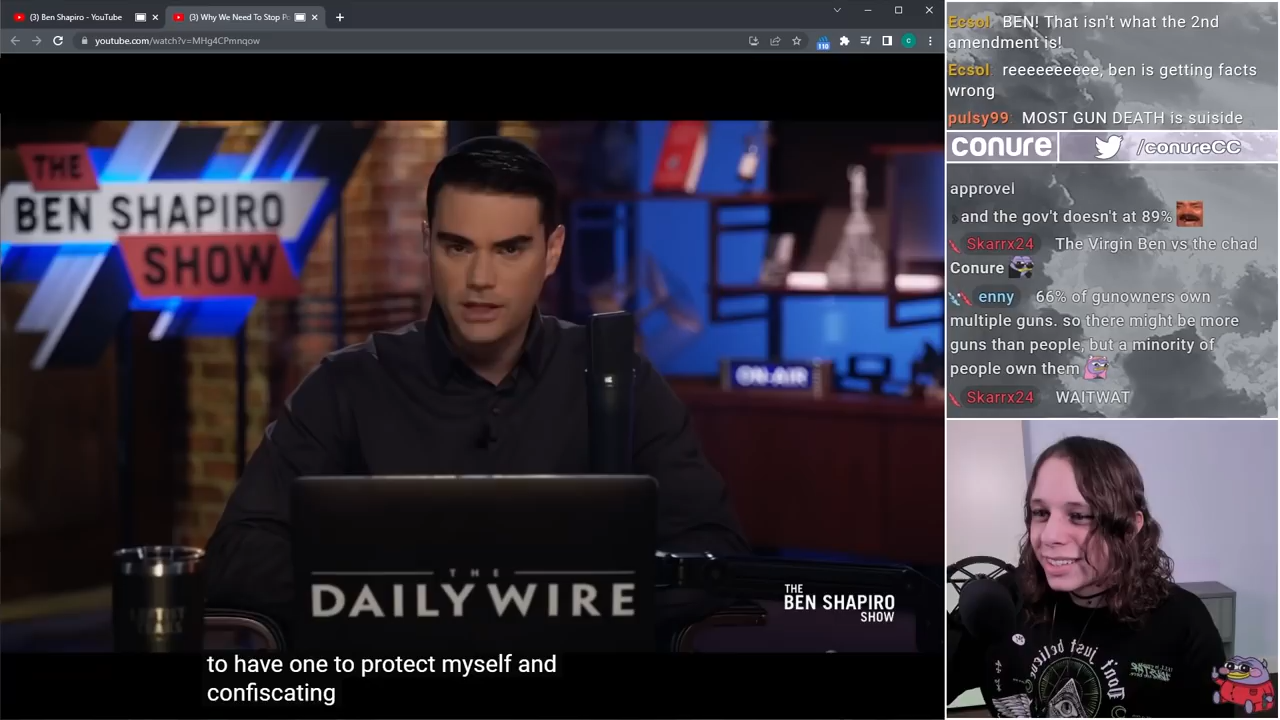 (3) Ben Shapiro - YouTube
(3) Why We Need To Stop Po
youtube.com/watch?v=MHg4CPmnqow
110
C
THE
BEN SHAPIRO
SHOW
ON-AIR
THE
DAILY WIRE
THE
BEN SHAPIRO
SHOW
to have one to protect myself and
confiscating
Ecsol BEN! That isn't what the 2nd
amendment is!
Ecsol reeeeeeeeee, ben is getting facts
wrong
pulsy99 MOST GUN DEATH is suiside
conure /conureCC
approvel
and the gov't doesn't at 89%
Skarrx24 The Virgin Ben vs the chad
Conure
enny 66% of gunowners own
multiple guns. so there might be more
guns than people, but a minority of
people own them
Skarrx24 WAITWAT
Don't just believe